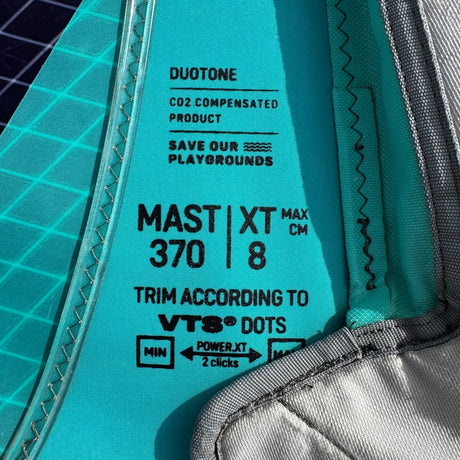 DUOTONE
CO2 COMPENSATED
PRODUCT
SAVE OUR
PLAYGROUNDS
MAST XT MAX CM
370 8
TRIM ACCORDING TO
VTS® DOTS
MIN POWER.XT
2 clicks